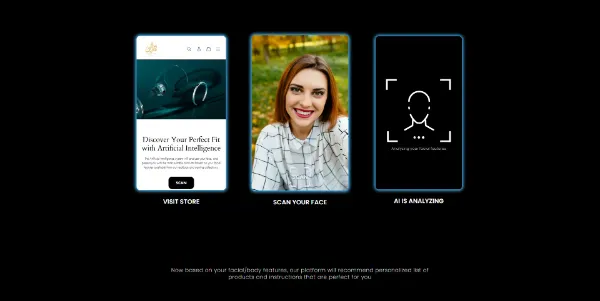 Discover Your Perfect Fit
with Artificial Intelligence
SCAN
Analyzing your Facial Features
VISIT STORE
SCAN YOUR FACE
AI IS ANALYZING
Now based on your facial/body features, our platform will recommend personalized list of
products and instructions that are perfect for you